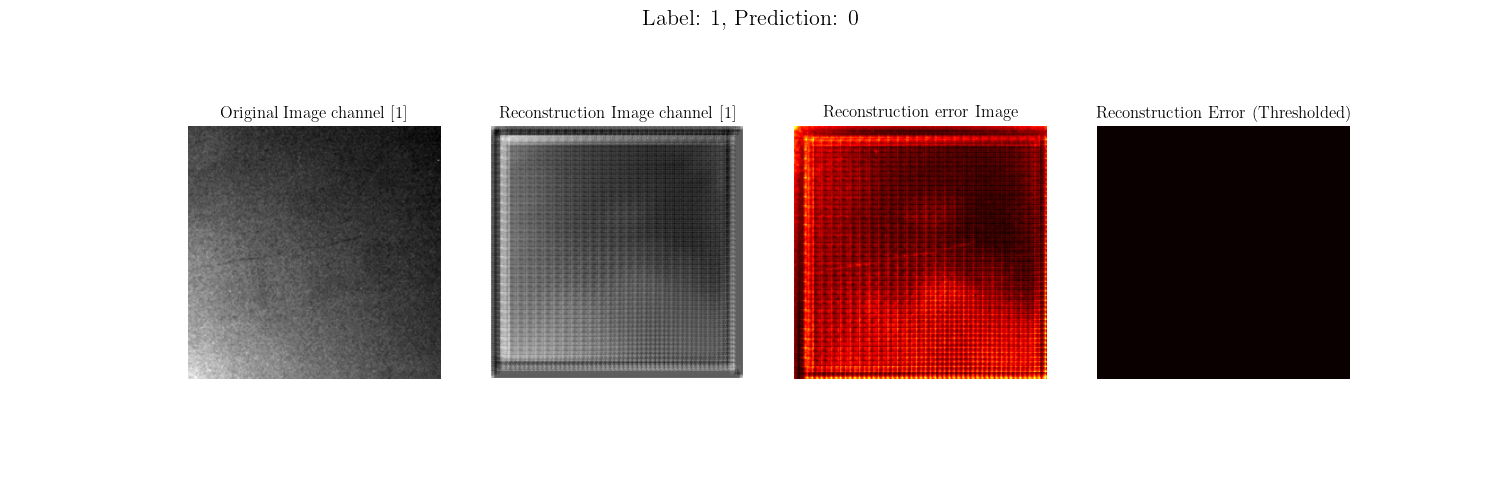 Label: 1, Prediction: 0
Original Image channel [1]
Reconstruction Image channel [1]
Reconstruction error Image
Reconstruction Error (Thresholded)